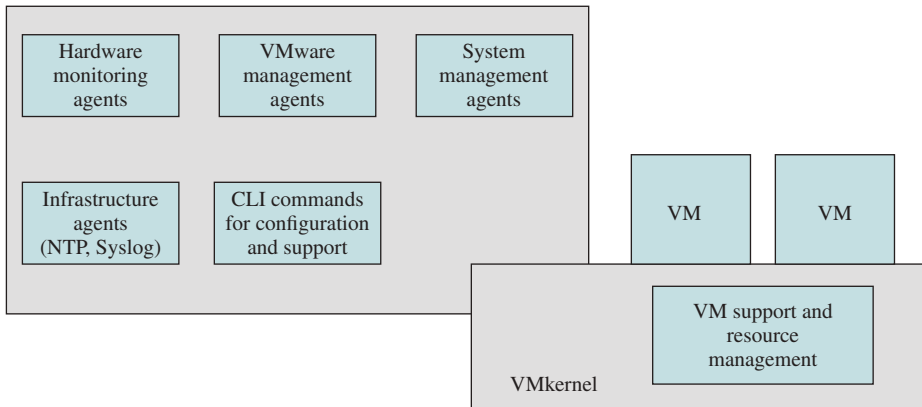 Hardware
monitoring
agents
VMware
management
agents
System
management
agents
Infrastructure
agents
(NTP, Syslog)
CLI commands
for configuration
and support
VM
VM
VM support and
resource
management
VMkernel